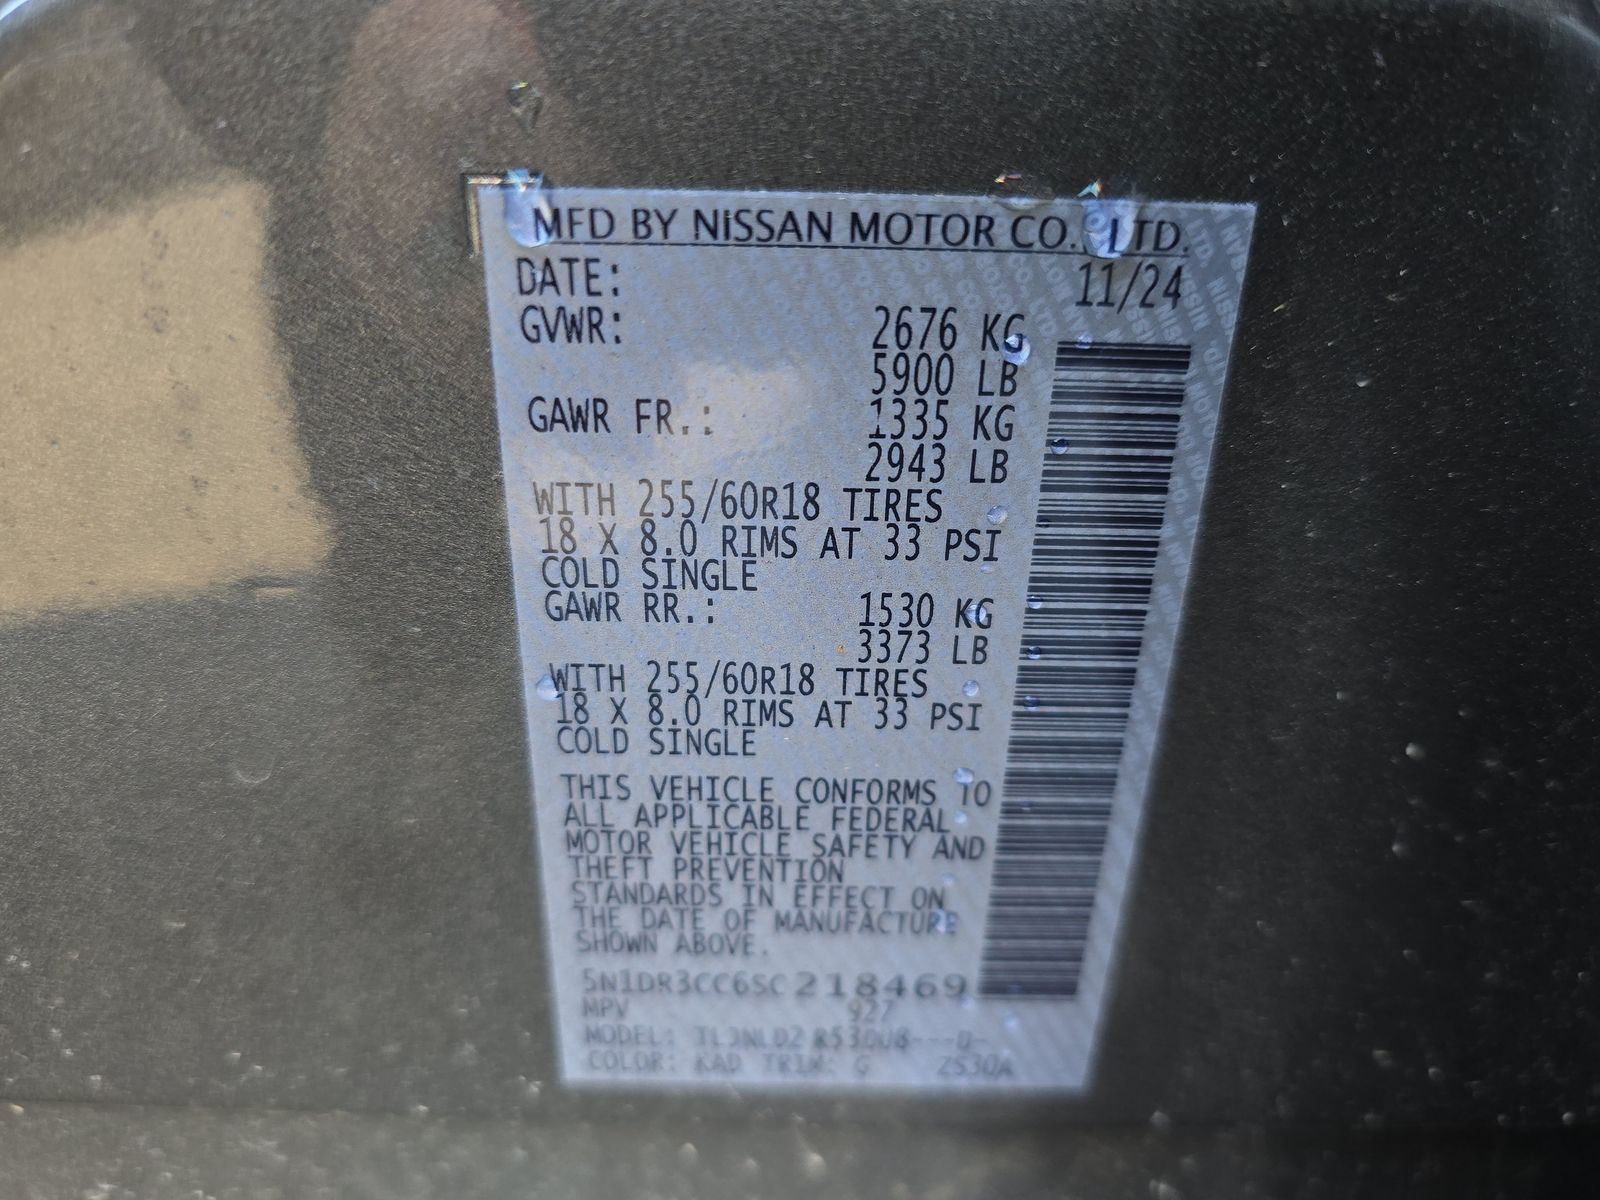 MFD BY NISSAN MOTOR CO., LTD.
DATE: 11/24
GVWR: 2676 KG
5900 LB
GAWR FR.: 1335 KG
2943 LB
WITH 255/60R18 TIRES
18 X 8.0 RIMS AT 33 PSI
COLD SINGLE
GAWR RR.: 1530 KG
3373 LB
WITH 255/60R18 TIRES
18 X 8.0 RIMS AT 33 PSI
COLD SINGLE
THIS VEHICLE CONFORMS TO
ALL APPLICABLE FEDERAL
MOTOR VEHICLE SAFETY AND
THEFT PREVENTION
STANDARDS IN EFFECT ON
THE DATE OF MANUFACTURE
SHOWN ABOVE.
5N1DR3CC6SC218469
MPV 927
MODEL:
COLOR: KAD TRIM: G